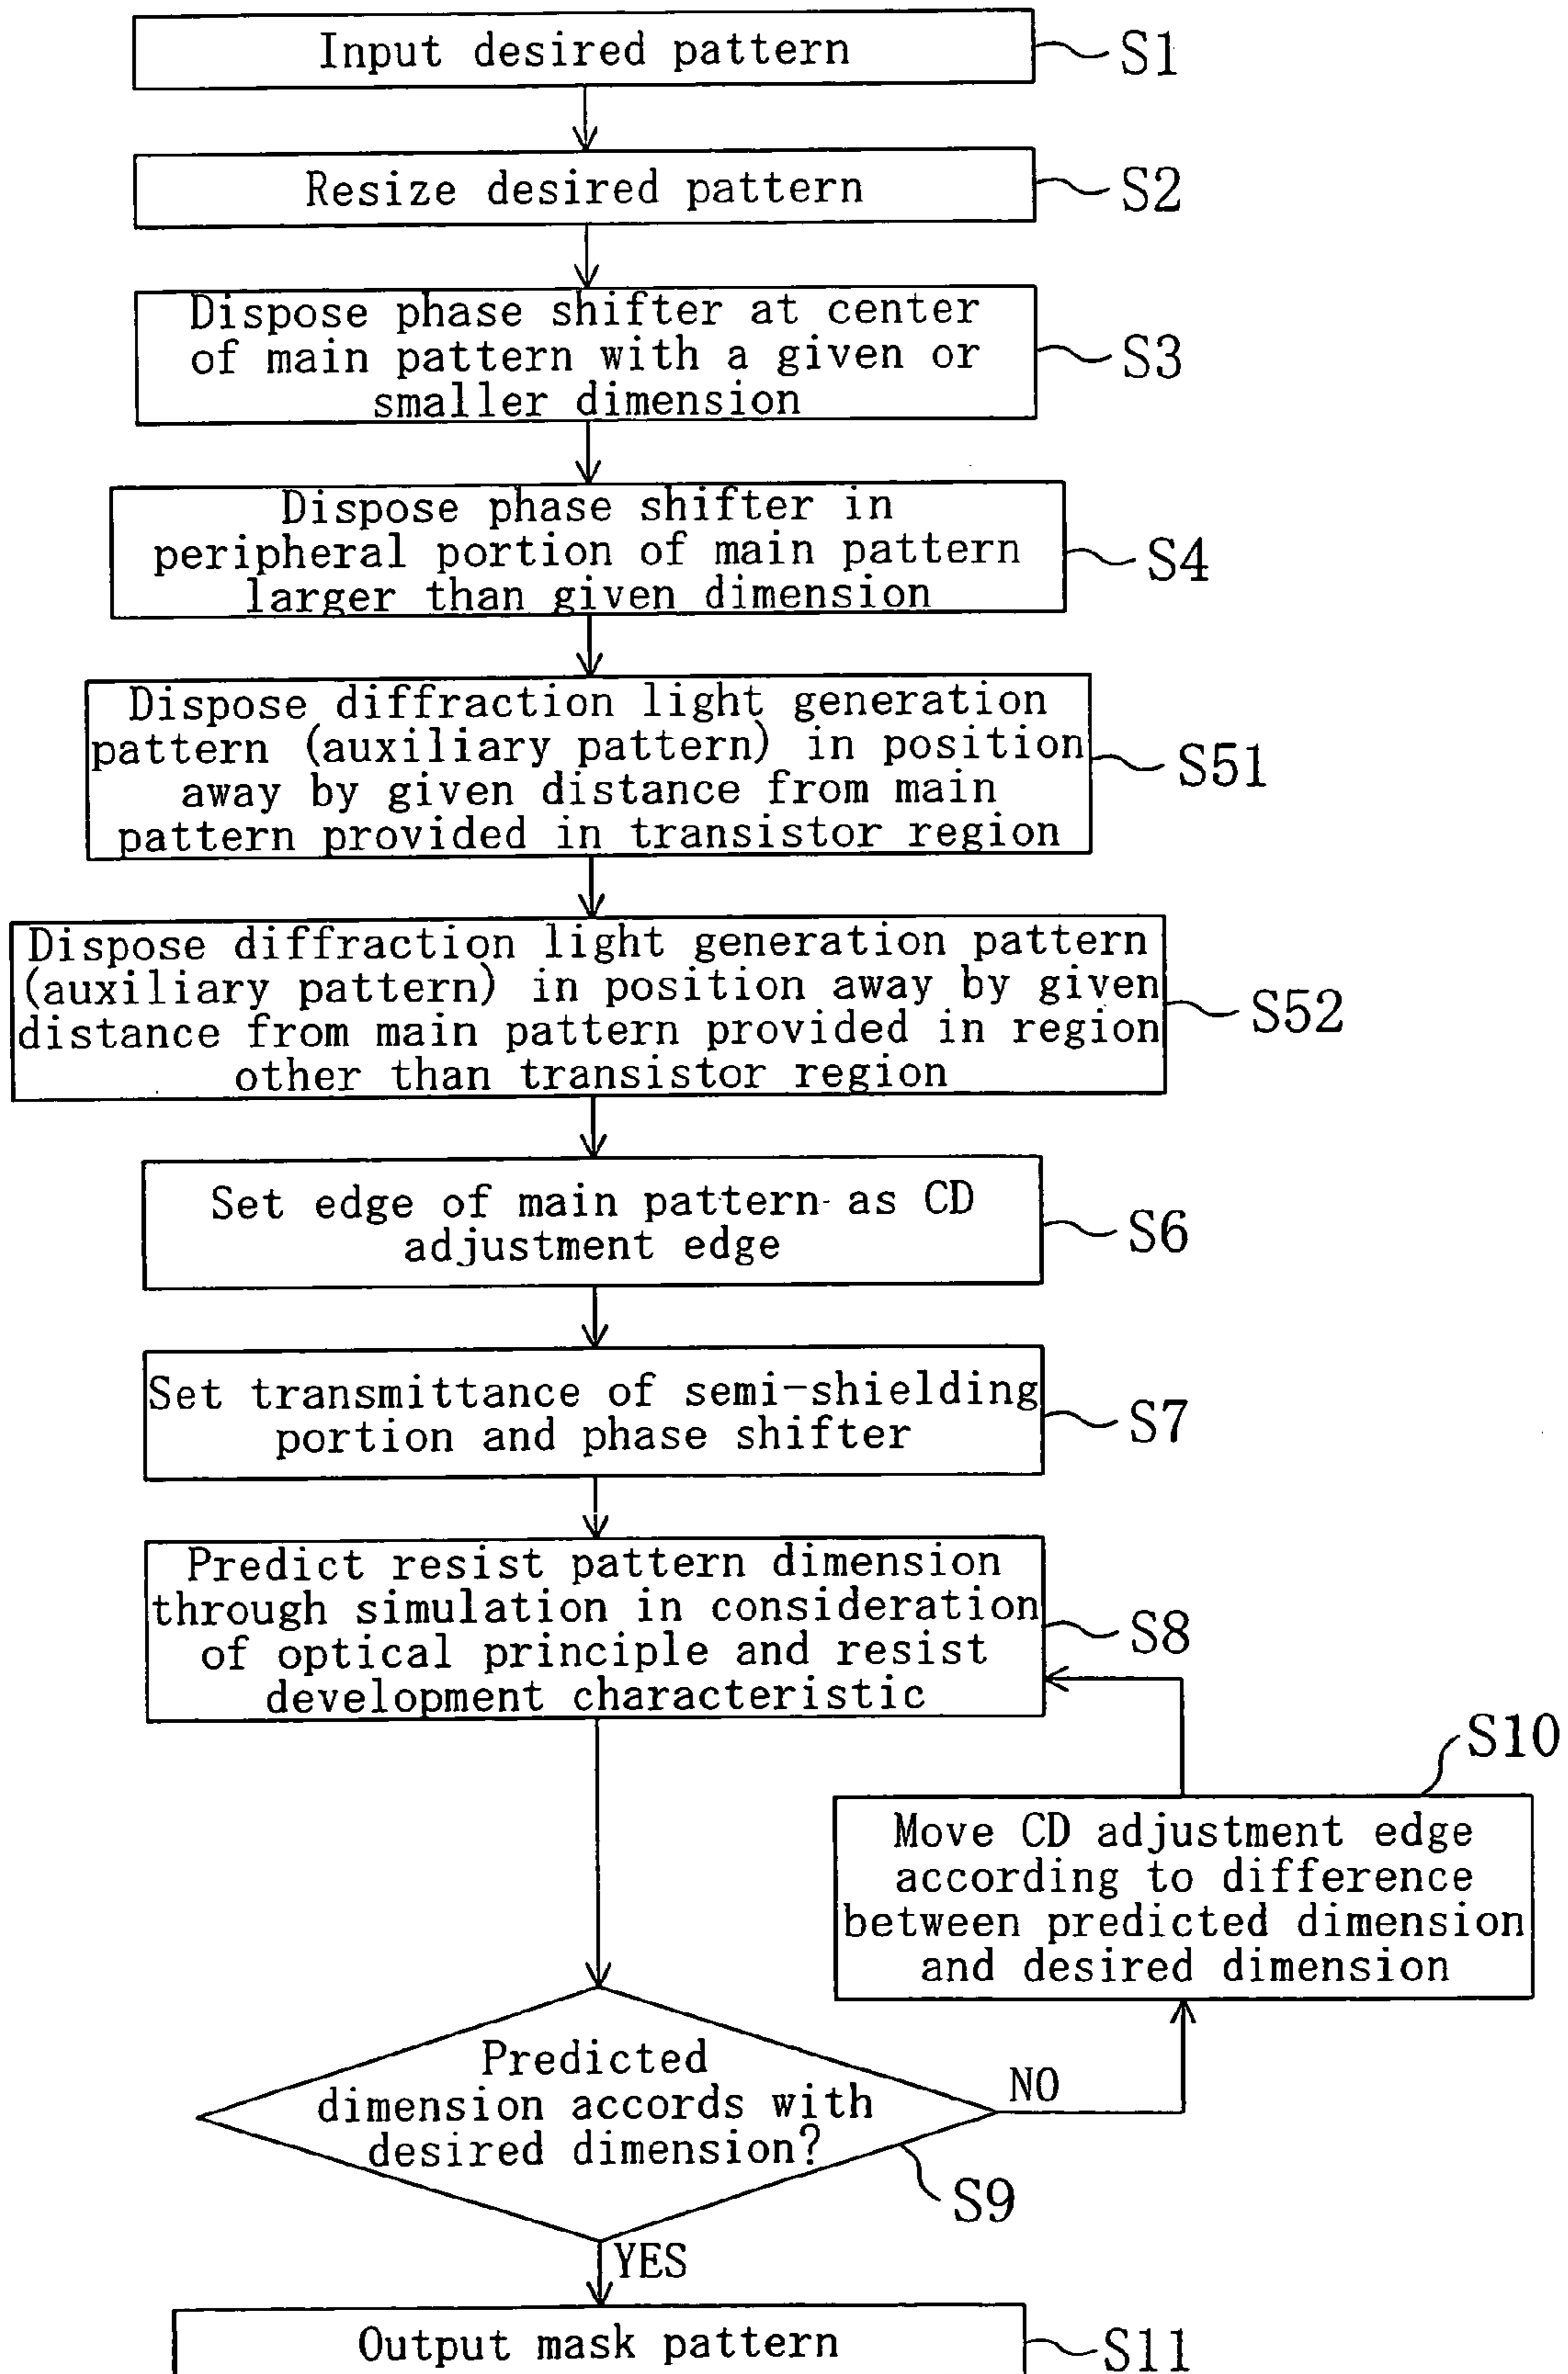 Input desired pattern
S1
Resize desired pattern
S2
Dispose phase shifter at center
of main pattern with a given or
smaller dimension
S3
Dispose phase shifter in
peripheral portion of main pattern
larger than given dimension
S4
Dispose diffraction light generation
pattern (auxiliary pattern) in position
away by given distance from main
pattern provided in transistor region
S51
Dispose diffraction light generation pattern
(auxiliary pattern) in position away by given
distance from main pattern provided in region
other than transistor region
S52
Set edge of main pattern as CD
adjustment edge
S6
Set transmittance of semi-shielding
portion and phase shifter
S7
Predict resist pattern dimension
through simulation in consideration
of optical principle and resist
development characteristic
S8
S10
Move CD adjustment edge
according to difference
between predicted dimension
and desired dimension
Predicted
dimension accords with
desired dimension?
NO
S9
YES
Output mask pattern
S11